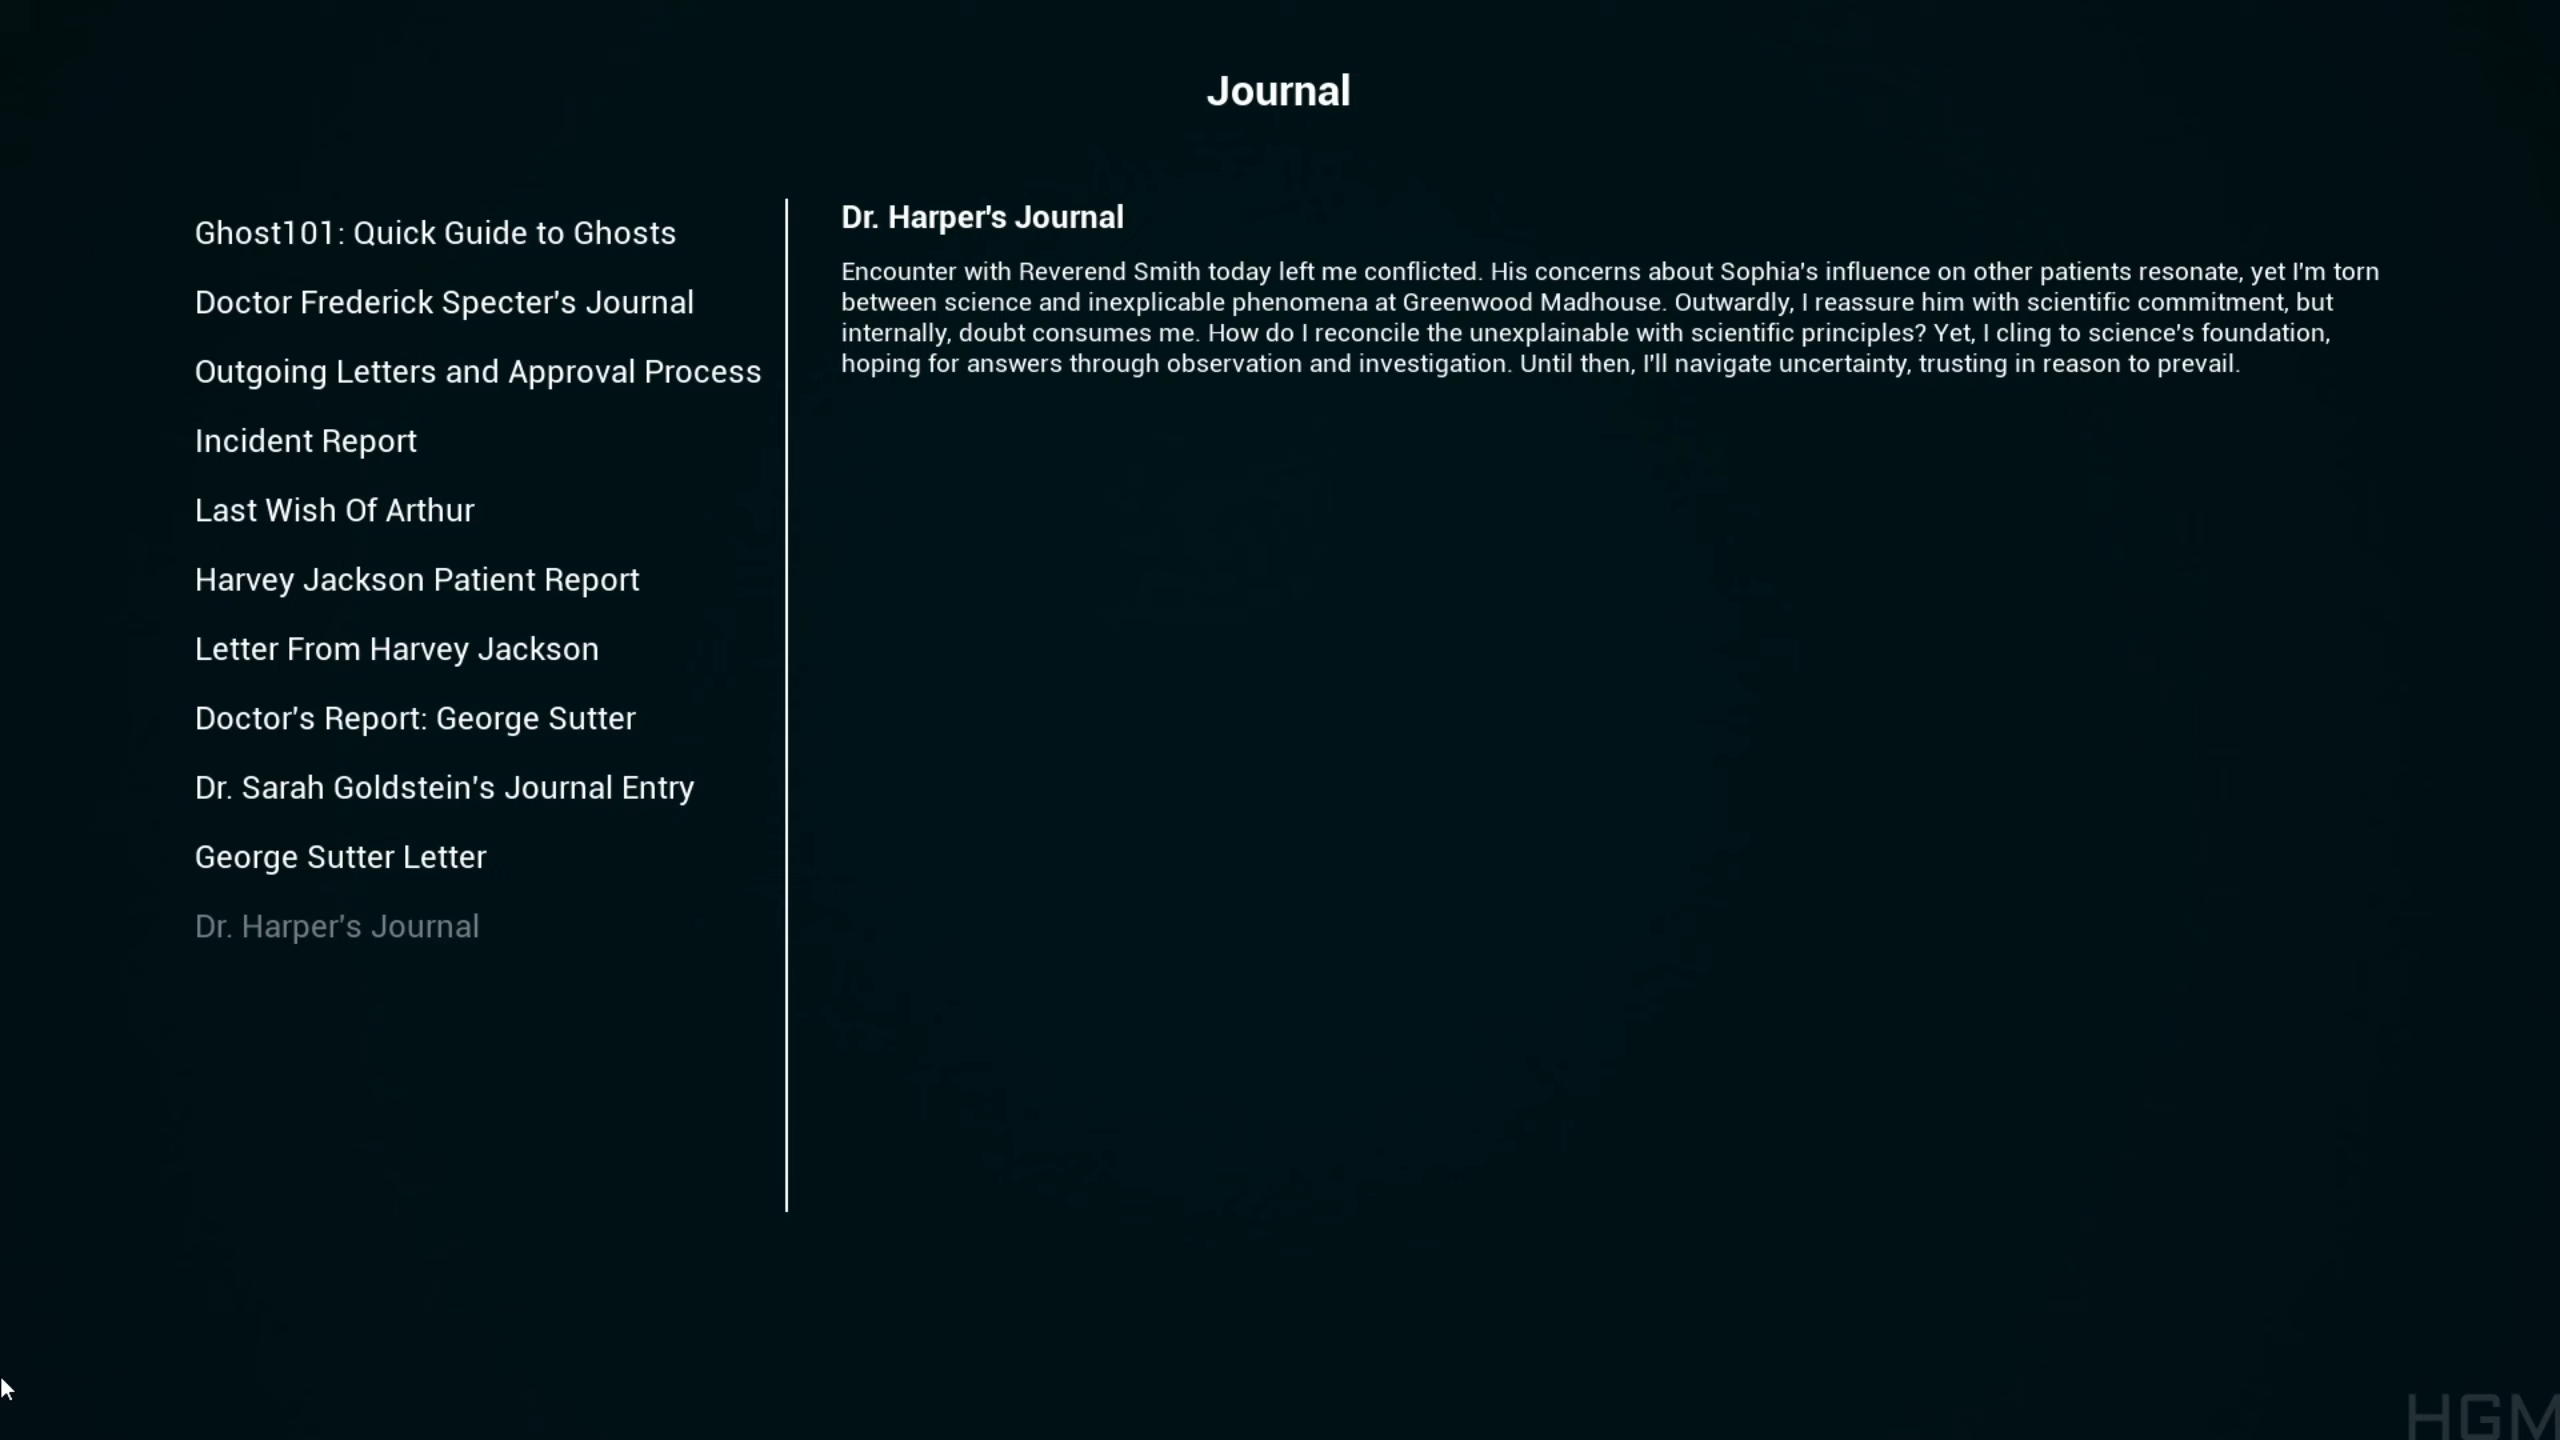 Journal
Ghost101: Quick Guide to Ghosts
Doctor Frederick Specter's Journal
Outgoing Letters and Approval Process
Incident Report
Last Wish Of Arthur
Harvey Jackson Patient Report
Letter From Harvey Jackson
Doctor's Report: George Sutter
Dr. Sarah Goldstein's Journal Entry
George Sutter Letter
Dr. Harper's Journal
Dr. Harper's Journal
Encounter with Reverend Smith today left me conflicted. His concerns about Sophia's influence on other patients resonate, yet I'm torn
between science and inexplicable phenomena at Greenwood Madhouse. Outwardly, I reassure him with scientific commitment, but
internally, doubt consumes me. How do I reconcile the unexplainable with scientific principles? Yet, I cling to science's foundation,
hoping for answers through observation and investigation. Until then, I'll navigate uncertainty, trusting in reason to prevail.
HGM